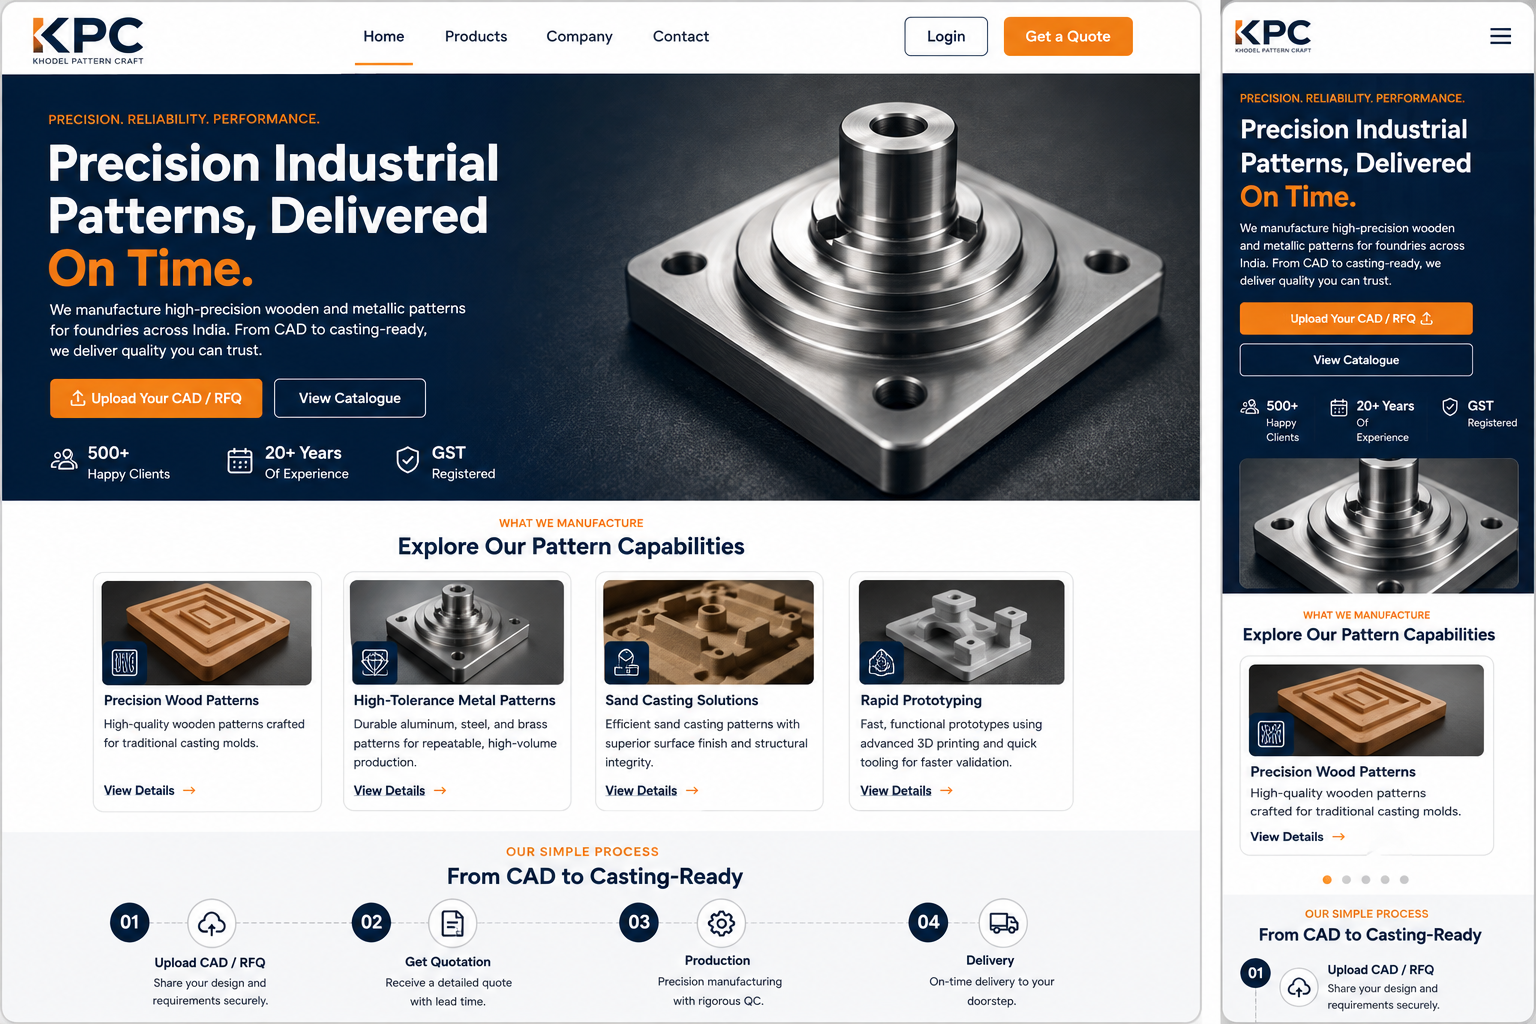 KPC
KHODEL PATTERN CRAFT
Home
Products
Company
Contact
Login
Get a Quote
PRECISION. RELIABILITY. PERFORMANCE.
Precision Industrial
Patterns, Delivered
On Time.
We manufacture high-precision wooden and metallic patterns
for foundries across India. From CAD to casting-ready,
we deliver quality you can trust.
Upload Your CAD / RFQ
View Catalogue
500+
Happy Clients
20+ Years
Of Experience
GST
Registered
WHAT WE MANUFACTURE
Explore Our Pattern Capabilities
Precision Wood Patterns
High-quality wooden patterns crafted
for traditional casting molds.
View Details →
High-Tolerance Metal Patterns
Durable aluminum, steel, and brass
patterns for repeatable, high-volume
production.
View Details →
Sand Casting Solutions
Efficient sand casting patterns with
superior surface finish and structural
integrity.
View Details →
Rapid Prototyping
Fast, functional prototypes using
advanced 3D printing and quick
tooling for faster validation.
View Details →
OUR SIMPLE PROCESS
From CAD to Casting-Ready
01
Upload CAD / RFQ
Share your design and
requirements securely.
02
Get Quotation
Receive a detailed quote
with lead time.
03
Production
Precision manufacturing
with rigorous QC.
04
Delivery
On-time delivery to your
doorstep.
KPC
KHODEL PATTERN CRAFT
PRECISION. RELIABILITY. PERFORMANCE.
Precision Industrial
Patterns, Delivered
On Time.
We manufacture high-precision wooden
and metallic patterns for foundries across
India. From CAD to casting-ready, we
deliver quality you can trust.
Upload Your CAD / RFQ
View Catalogue
500+
Happy
Clients
20+ Years
Of
Experience
GST
Registered
WHAT WE MANUFACTURE
Explore Our Pattern Capabilities
Precision Wood Patterns
High-quality wooden patterns
crafted for traditional casting molds.
View Details →
OUR SIMPLE PROCESS
From CAD to Casting-Ready
01
Upload CAD / RFQ
Share your design and
requirements securely.